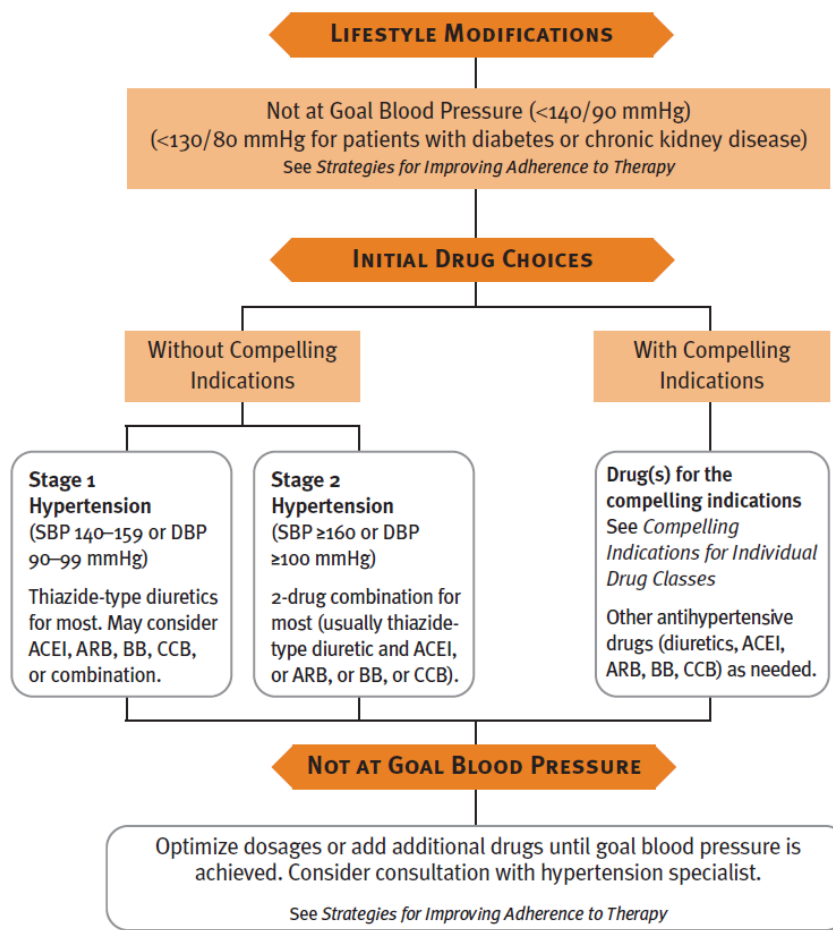 LIFESTYLE MODIFICATIONS
Not at Goal Blood Pressure (<140/90 mmHg)
(<130/80 mmHg for patients with diabetes or chronic kidney disease)
See Strategies for Improving Adherence to Therapy
INITIAL DRUG CHOICES
Without Compelling
Indications
With Compelling
Indications
Stage 1
Hypertension
(SBP 140–159 or DBP
90–99 mmHg)
Thiazide-type diuretics
for most. May consider
ACEI, ARB, BB, CCB,
or combination.
Stage 2
Hypertension
(SBP ≥160 or DBP
≥100 mmHg)
2-drug combination for
most (usually thiazide-
type diuretic and ACEI,
or ARB, or BB, or CCB).
Drug(s) for the
compelling indications
See Compelling
Indications for Individual
Drug Classes
Other antihypertensive
drugs (diuretics, ACEI,
ARB, BB, CCB) as needed.
NOT AT GOAL BLOOD PRESSURE
Optimize dosages or add additional drugs until goal blood pressure is
achieved. Consider consultation with hypertension specialist.
See Strategies for Improving Adherence to Therapy